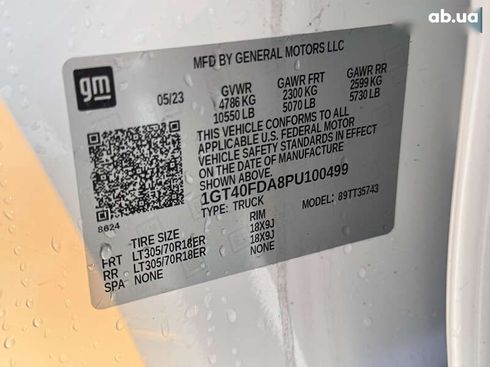 ab.ua
gm
MFD BY GENERAL MOTORS LLC
05/23 GVWR GAWR FRT GAWR RR
4786 KG 2300 KG 2599 KG
10550 LB 5070 LB 5730 LB
THIS VEHICLE CONFORMS TO ALL
APPLICABLE U.S. FEDERAL MOTOR
VEHICLE SAFETY STANDARDS IN EFFECT
ON THE DATE OF MANUFACTURE
SHOWN ABOVE.
1GT40FDA8PU100499
TYPE: TRUCK MODEL: 89TT35743
8624
TIRE SIZE RIM
FRT LT305/70R18ER 18X9J
RR LT305/70R18ER 18X9J
SPA NONE NONE